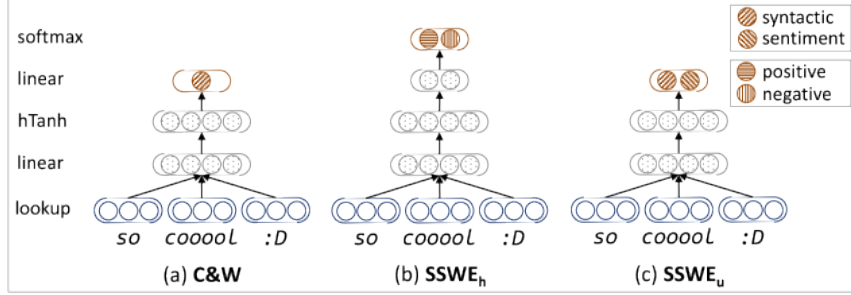 softmax
linear
hTanh
linear
lookup
so cooool :D
so cooool :D
so cooool :D
(a) C&W
(b) SSWEh
(c) SSWEu
syntactic
sentiment
positive
negative